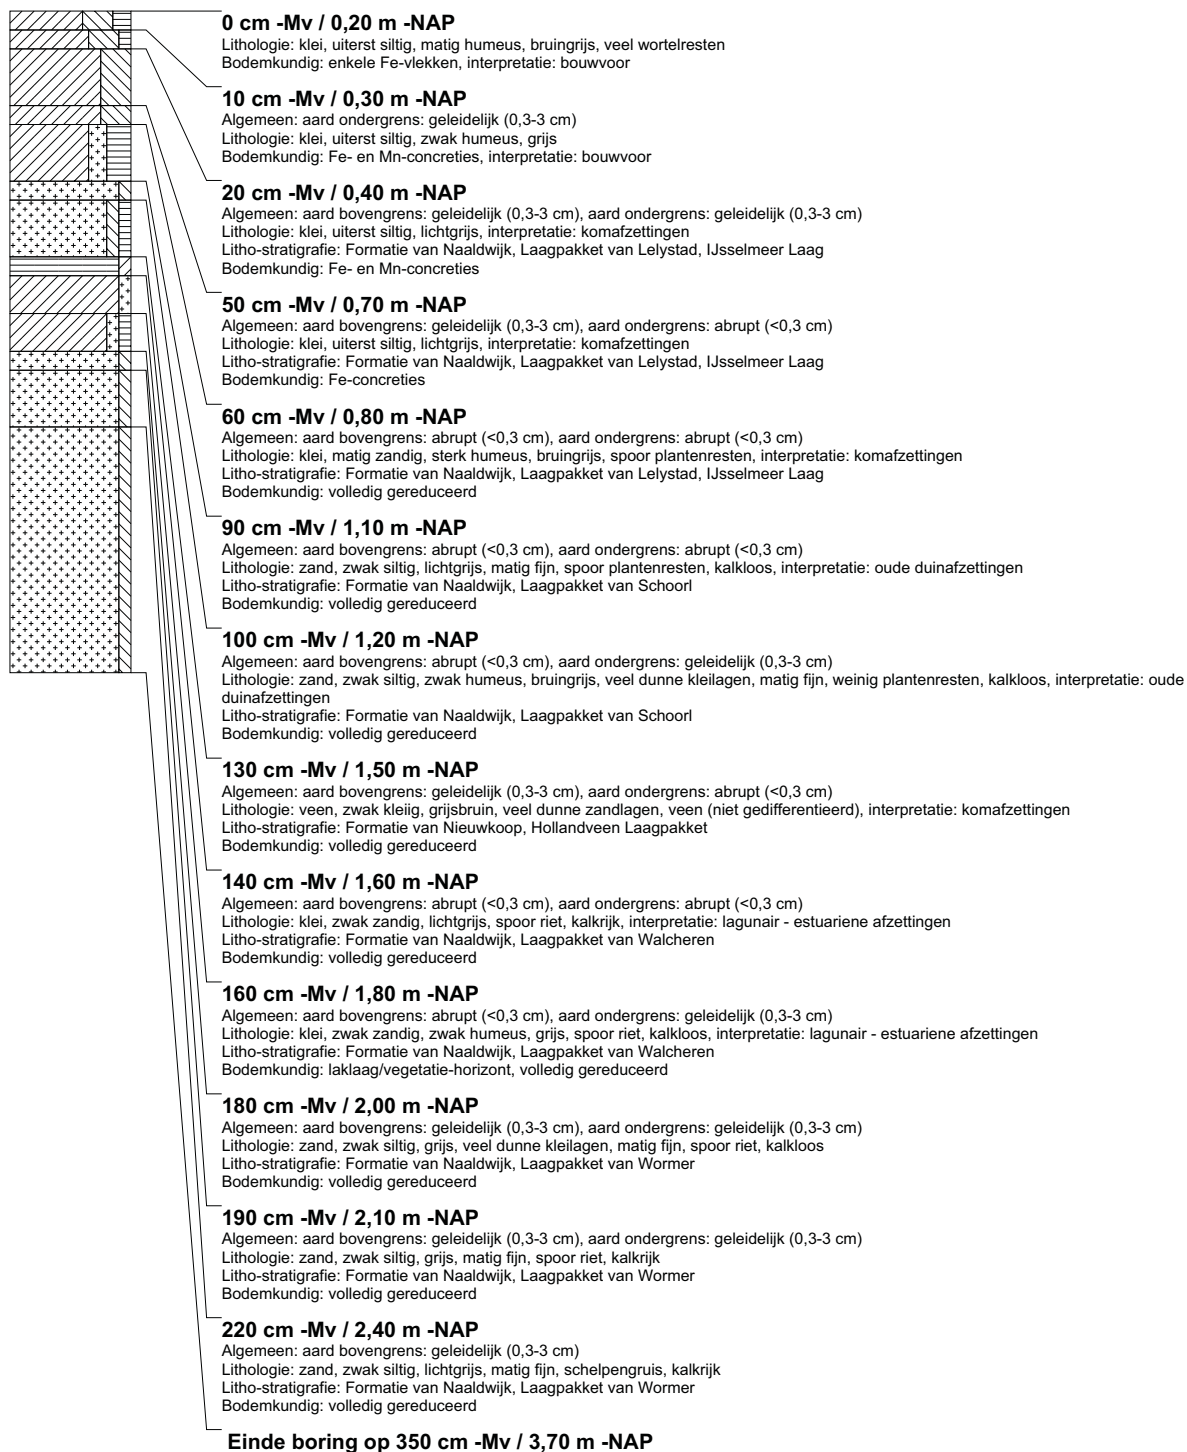 0 cm -Mv / 0,20 m -NAP
Lithologie: klei, uiterst siltig, matig humeus, bruingrijs, veel wortelresten
Bodemkundig: enkele Fe-vlekken, interpretatie: bouwvoor
10 cm -Mv / 0,30 m -NAP
Algemeen: aard ondergrens: geleidelijk (0,3-3 cm)
Lithologie: klei, uiterst siltig, zwak humeus, grijs
Bodemkundig: Fe- en Mn-concreties, interpretatie: bouwvoor
20 cm -Mv / 0,40 m -NAP
Algemeen: aard bovengrens: geleidelijk (0,3-3 cm), aard ondergrens: geleidelijk (0,3-3 cm)
Lithologie: klei, uiterst siltig, lichtgrijs, interpretatie: komafzettingen
Litho-stratigrafie: Formatie van Naaldwijk, Laagpakket van Lelystad, IJsselmeer Laag
Bodemkundig: Fe- en Mn-concreties
50 cm -Mv / 0,70 m -NAP
Algemeen: aard bovengrens: geleidelijk (0,3-3 cm), aard ondergrens: abrupt (<0,3 cm)
Lithologie: klei, uiterst siltig, lichtgrijs, interpretatie: komafzettingen
Litho-stratigrafie: Formatie van Naaldwijk, Laagpakket van Lelystad, IJsselmeer Laag
Bodemkundig: Fe-concreties
60 cm -Mv / 0,80 m -NAP
Algemeen: aard bovengrens: abrupt (<0,3 cm), aard ondergrens: abrupt (<0,3 cm)
Lithologie: klei, matig zandig, sterk humeus, bruingrijs, spoor plantenresten, interpretatie: komafzettingen
Litho-stratigrafie: Formatie van Naaldwijk, Laagpakket van Lelystad, IJsselmeer Laag
Bodemkundig: volledig gereduceerd
90 cm -Mv / 1,10 m -NAP
Algemeen: aard bovengrens: abrupt (<0,3 cm), aard ondergrens: abrupt (<0,3 cm)
Lithologie: zand, zwak siltig, lichtgrijs, matig fijn, spoor plantenresten, kalkloos, interpretatie: oude duinafzettingen
Litho-stratigrafie: Formatie van Naaldwijk, Laagpakket van Schoorl
Bodemkundig: volledig gereduceerd
100 cm -Mv / 1,20 m -NAP
Algemeen: aard bovengrens: abrupt (<0,3 cm), aard ondergrens: geleidelijk (0,3-3 cm)
Lithologie: zand, zwak siltig, zwak humeus, bruingrijs, veel dunne kleilagen, matig fijn, weinig plantenresten, kalkloos, interpretatie: oude
duinafzettingen
Litho-stratigrafie: Formatie van Naaldwijk, Laagpakket van Schoorl
Bodemkundig: volledig gereduceerd
130 cm -Mv / 1,50 m -NAP
Algemeen: aard bovengrens: geleidelijk (0,3-3 cm), aard ondergrens: abrupt (<0,3 cm)
Lithologie: veen, zwak kleiig, grijsbruin, veel dunne zandlagen, veen (niet gedifferentieerd), interpretatie: komafzettingen
Litho-stratigrafie: Formatie van Nieuwkoop, Hollandveen Laagpakket
Bodemkundig: volledig gereduceerd
140 cm -Mv / 1,60 m -NAP
Algemeen: aard bovengrens: abrupt (<0,3 cm), aard ondergrens: abrupt (<0,3 cm)
Lithologie: klei, zwak zandig, lichtgrijs, spoor riet, kalkrijk, interpretatie: lagunair - estuariene afzettingen
Litho-stratigrafie: Formatie van Naaldwijk, Laagpakket van Walcheren
Bodemkundig: volledig gereduceerd
160 cm -Mv / 1,80 m -NAP
Algemeen: aard bovengrens: abrupt (<0,3 cm), aard ondergrens: geleidelijk (0,3-3 cm)
Lithologie: klei, zwak zandig, zwak humeus, grijs, spoor riet, kalkloos, interpretatie: lagunair - estuariene afzettingen
Litho-stratigrafie: Formatie van Naaldwijk, Laagpakket van Walcheren
Bodemkundig: laklaag/vegetatie-horizont, volledig gereduceerd
180 cm -Mv / 2,00 m -NAP
Algemeen: aard bovengrens: geleidelijk (0,3-3 cm), aard ondergrens: geleidelijk (0,3-3 cm)
Lithologie: zand, zwak siltig, grijs, veel dunne kleilagen, matig fijn, spoor riet, kalkloos
Litho-stratigrafie: Formatie van Naaldwijk, Laagpakket van Wormer
Bodemkundig: volledig gereduceerd
190 cm -Mv / 2,10 m -NAP
Algemeen: aard bovengrens: geleidelijk (0,3-3 cm), aard ondergrens: geleidelijk (0,3-3 cm)
Lithologie: zand, zwak siltig, grijs, matig fijn, spoor riet, kalkrijk
Litho-stratigrafie: Formatie van Naaldwijk, Laagpakket van Wormer
Bodemkundig: volledig gereduceerd
220 cm -Mv / 2,40 m -NAP
Algemeen: aard bovengrens: geleidelijk (0,3-3 cm)
Lithologie: zand, zwak siltig, lichtgrijs, matig fijn, schelpengruis, kalkrijk
Litho-stratigrafie: Formatie van Naaldwijk, Laagpakket van Wormer
Bodemkundig: volledig gereduceerd
Einde boring op 350 cm -Mv / 3,70 m -NAP